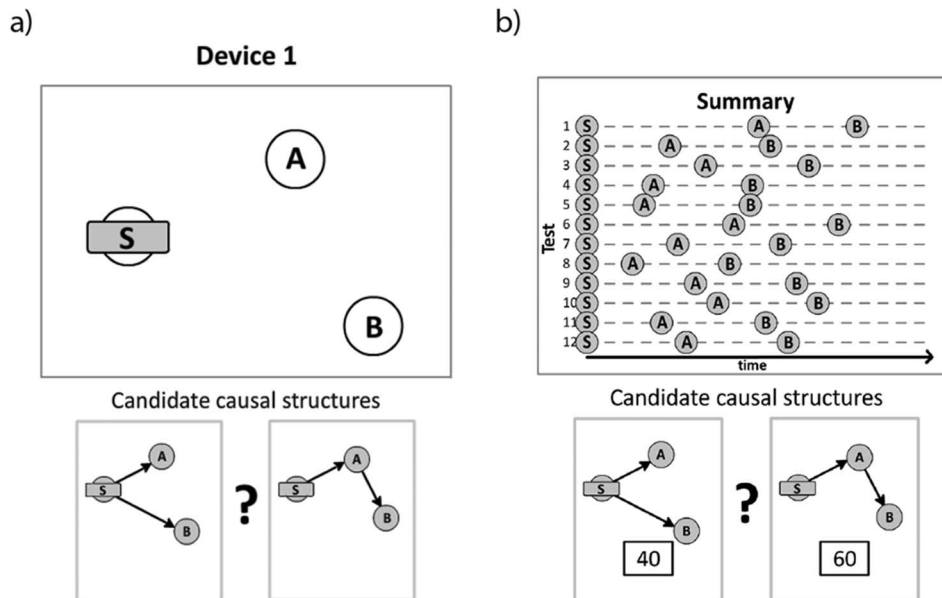 a)
Device 1
A
S
B
Candidate causal structures
A
S
B
?
A
S
B
b)
Summary
Test
1 S A B
2 S A B
3 S A B
4 S A B
5 S A B
6 S A B
7 S A B
8 S A B
9 S A B
10 S A B
11 S A B
12 S A B
time
Candidate causal structures
A
S
B
40
?
A
S
B
60